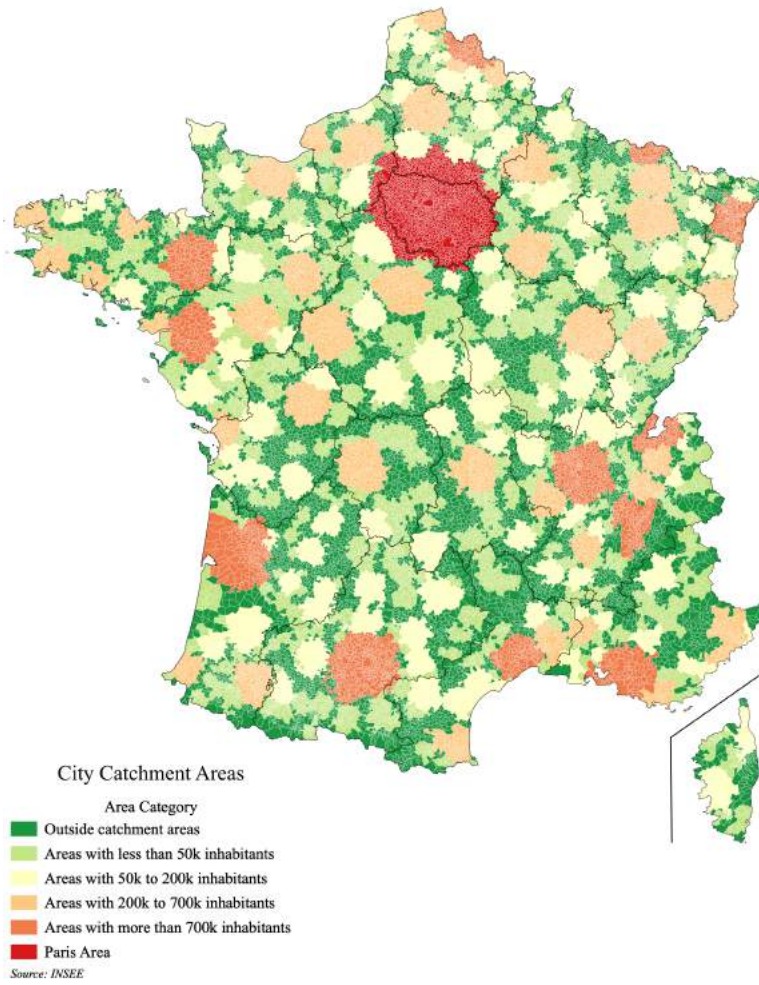 City Catchment Areas
Area Category
Outside catchment areas
Areas with less than 50k inhabitants
Areas with 50k to 200k inhabitants
Areas with 200k to 700k inhabitants
Areas with more than 700k inhabitants
Paris Area
Source: INSEE